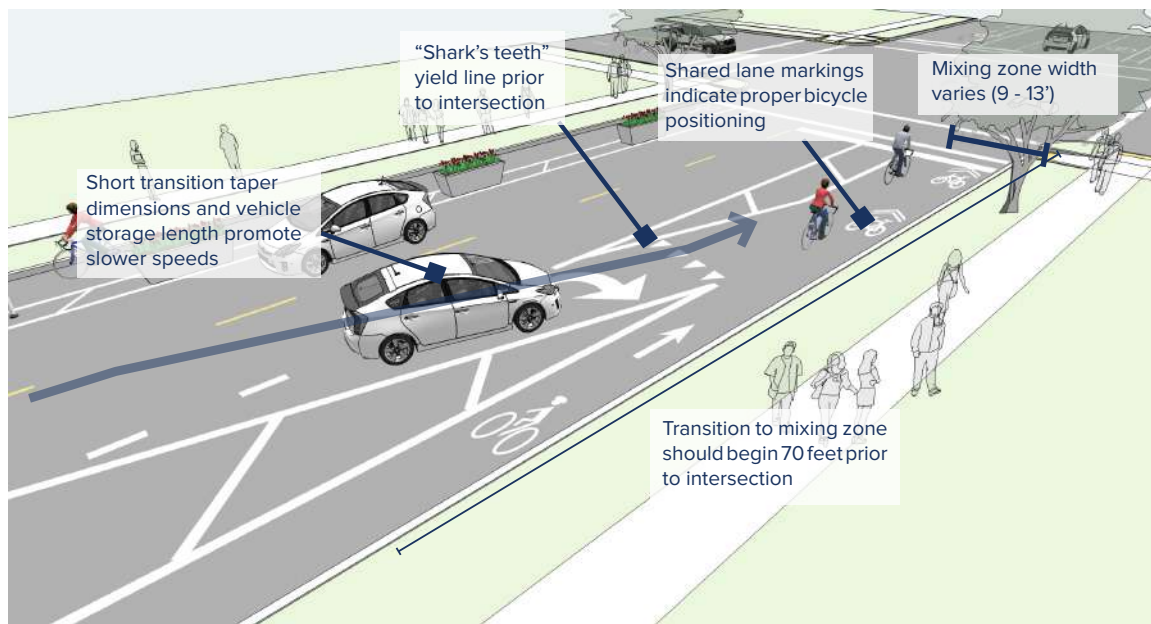 “Shark’s teeth”
yield line prior
to intersection
Shared lane markings
indicate proper bicycle
positioning
Mixing zone width
varies (9 - 13’)
Short transition taper
dimensions and vehicle
storage length promote
slower speeds
Transition to mixing zone
should begin 70 feet prior
to intersection